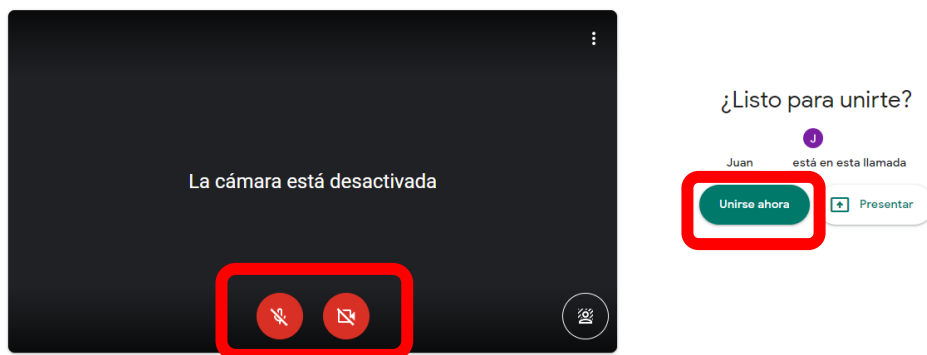 La cámara está desactivada
¿Listo para unirte?
J
Juan está en esta llamada
Unirse ahora
Presentar